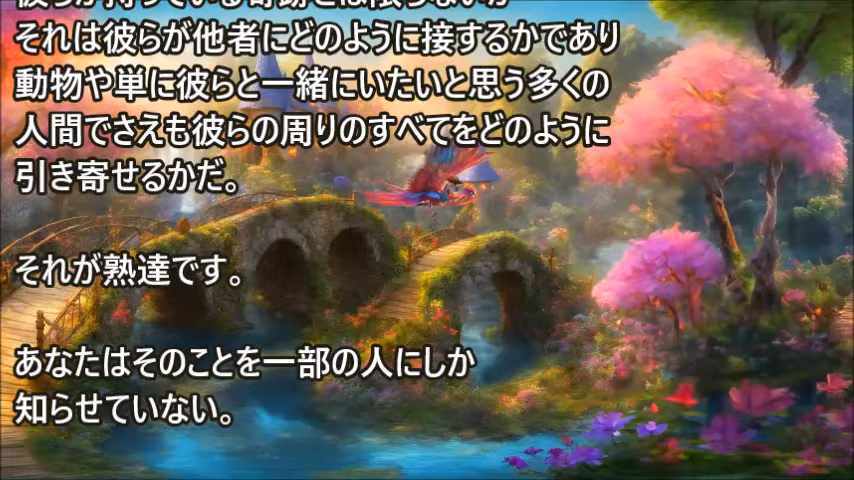 それは彼らが他者にどのように接するかであり
動物や単に彼らと一緒にいたいと思う多くの
人間でさえも彼らの周りのすべてをどのように
引き寄せるかだ。
それが熟達です。
あなたはそのことを一部の人にしか
知らせていない。